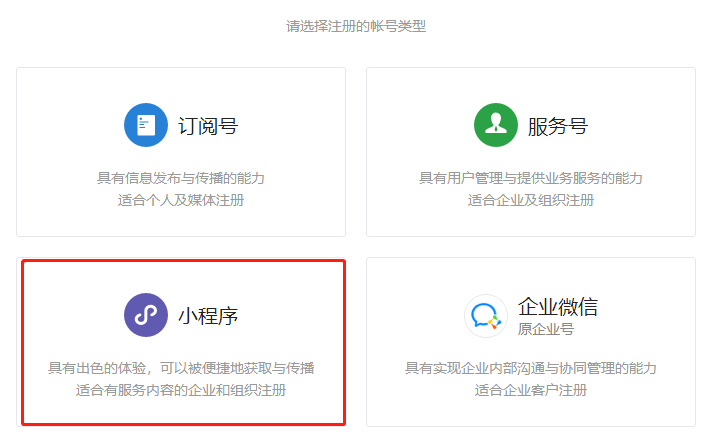 请选择注册的帐号类型
订阅号
具有信息发布与传播的能力
适合个人及媒体注册
服务号
具有用户管理与提供业务服务的能力
适合企业及组织注册
小程序
具有出色的体验，可以被便捷地获取与传播
适合有服务内容的企业和组织注册
企业微信
原企业号
具有实现企业内部沟通与协同管理的能力
适合企业客户注册